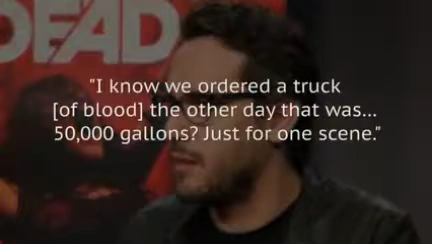 DEAD
"I know we ordered a truck
[of blood] the other day that was...
50,000 gallons? Just for one scene."